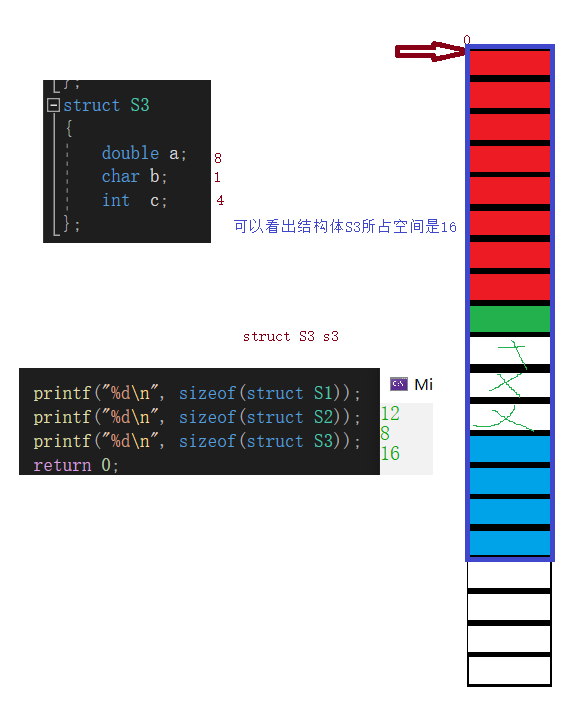 0
};
struct S3
{
double a; 8
char b; 1
int c; 4
};
可以看出结构体S3所占空间是16
struct S3 s3
printf("%d\n", sizeof(struct S1));
printf("%d\n", sizeof(struct S2));
printf("%d\n", sizeof(struct S3));
return 0;
C:\ Mi
12
8
16